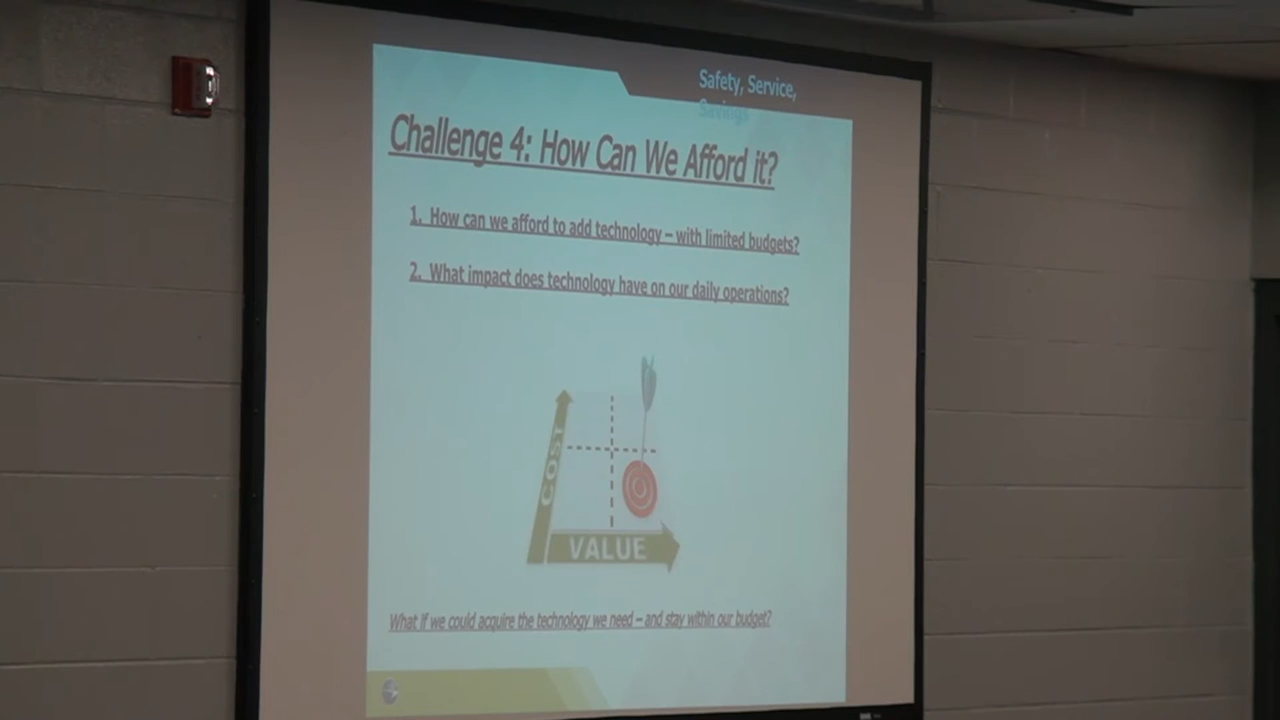 Safety, Service,
Savings
Challenge 4: How Can We Afford it?
1. How can we afford to add technology – with limited budgets?
2. What impact does technology have on our daily operations?
COST
VALUE
What if we could acquire the technology we need – and stay within our budget?